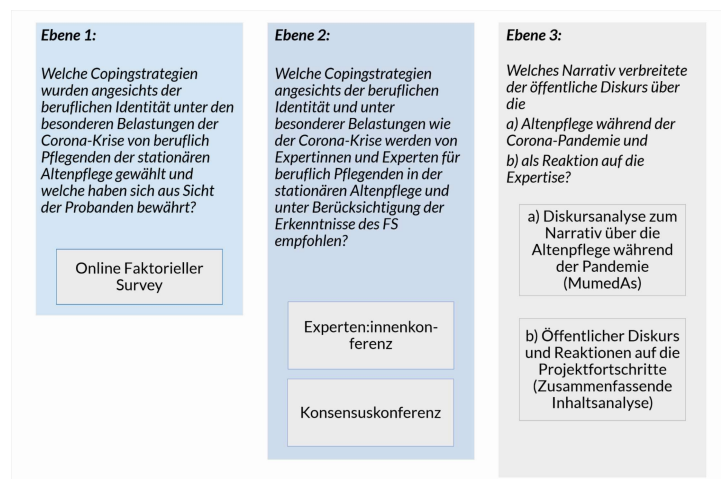 Ebene 1:
Welche Copingstrategien
wurden angesichts der
beruflichen Identität unter den
besonderen Belastungen der
Corona-Krise von beruflich
Pflegenden der stationären
Altenpflege gewählt und
welche haben sich aus Sicht
der Probanden bewährt?
Online Faktorieller
Survey
Ebene 2:
Welche Copingstrategien
angesichts der beruflichen
Identität und unter
besonderer Belastungen wie
der Corona-Krise werden von
Expertinnen und Experten für
beruflich Pflegenden in der
stationären Altenpflege und
unter Berücksichtigung der
Erkenntnisse des FS
empfohlen?
Experten:innenkon-
ferenz
Konsensuskonferenz
Ebene 3:
Welches Narrativ verbreitete
der öffentliche Diskurs über
die
a) Altenpflege während der
Corona-Pandemie und
b) als Reaktion auf die
Expertise?
a) Diskursanalyse zum
Narrativ über die
Altenpflege während
der Pandemie
(MumedAs)
b) Öffentlicher Diskurs
und Reaktionen auf die
Projektfortschritte
(Zusammenfassende
Inhaltsanalyse)